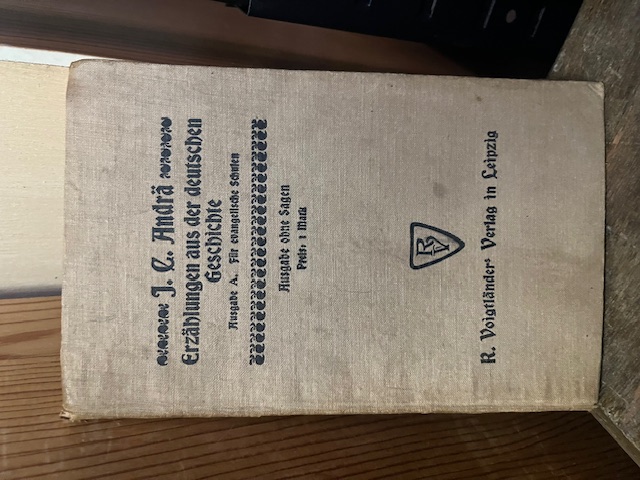 J. C. Andrä
Erzählungen aus der deutschen
Geschichte
Ausgabe A. Für evangelische Schulen
Ausgabe ohne Sagen
Preis: 1 Mark
RV
R. Voigtländers Verlag in Leipzig